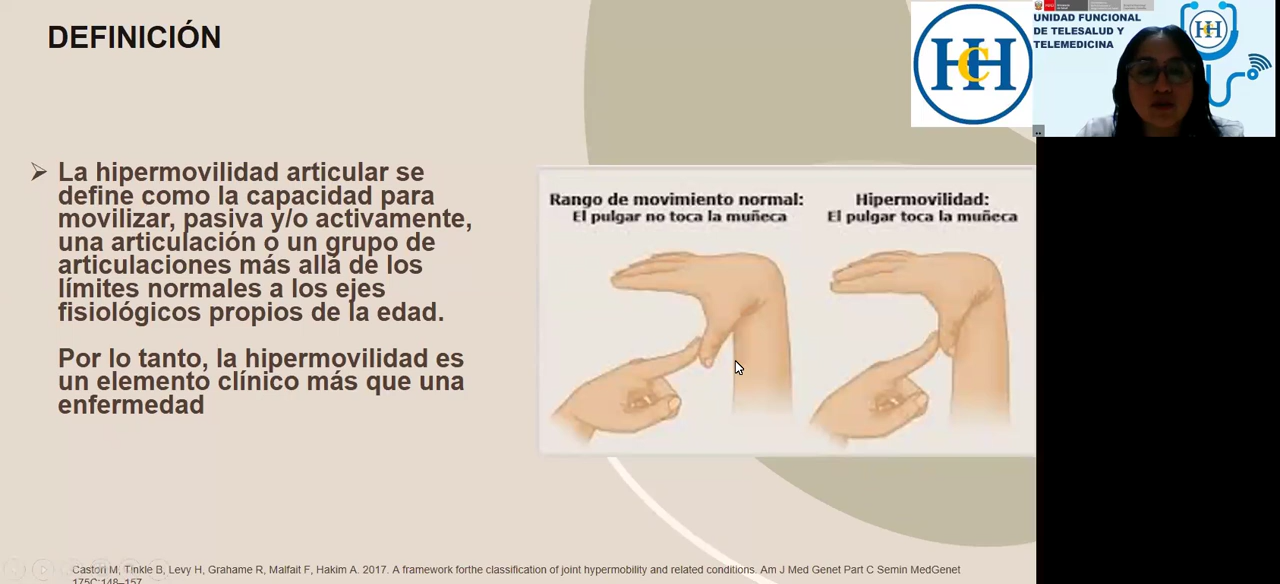 DEFINICIÓN
HCH
UNIDAD FUNCIONAL
DE TELESALUD Y
TELEMEDICINA
HCH
➢ La hipermovilidad articular se
define como la capacidad para
movilizar, pasiva y/o activamente,
una articulación o un grupo de
articulaciones más allá de los
límites normales a los ejes
fisiológicos propios de la edad.
Por lo tanto, la hipermovilidad es
un elemento clínico más que una
enfermedad
Rango de movimiento normal:
El pulgar no toca la muñeca
Hipermovilidad:
El pulgar toca la muñeca
Castori M, Tinkle B, Levy H, Grahame R, Malfait F, Hakim A. 2017. A framework forthe classification of joint hypermobility and related conditions. Am J Med Genet Part C Semin MedGenet
175C:148–157.